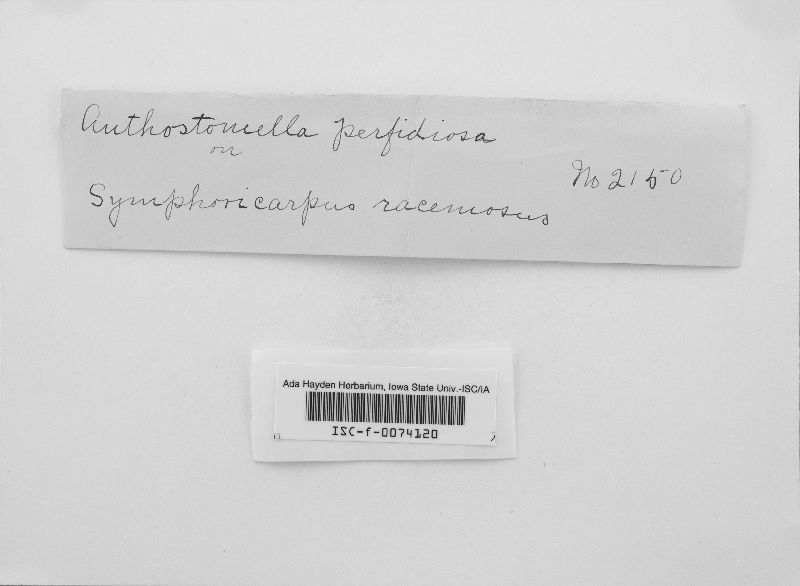 Anthostomella perfidiosa
on
No 2150
Symphoricarpus racemosus
Ada Hayden Herbarium, Iowa State Univ.-ISC/IA
ISC-f-0074120